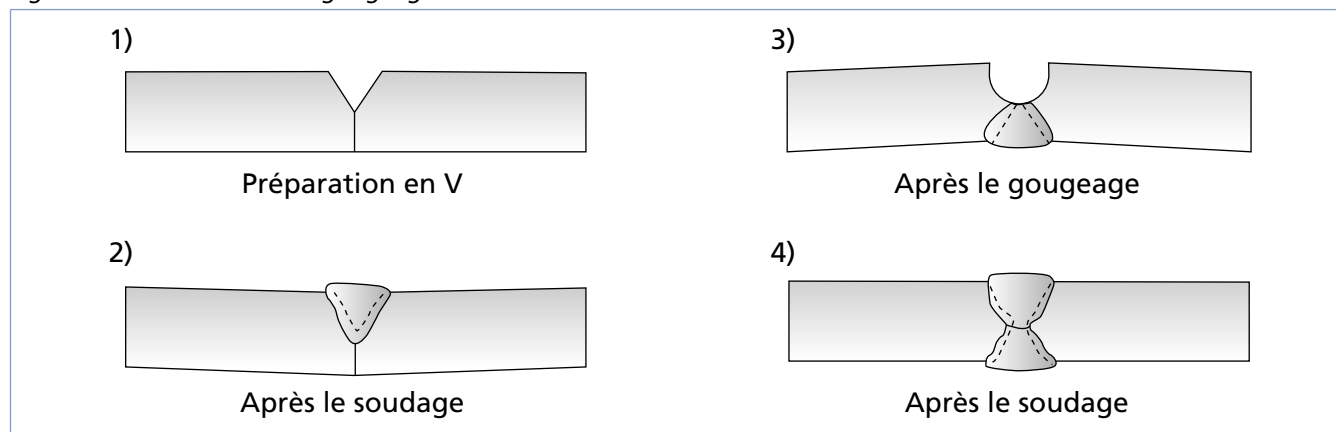 1)
Préparation en V
2)
Après le soudage
3)
Après le gougeage
4)
Après le soudage